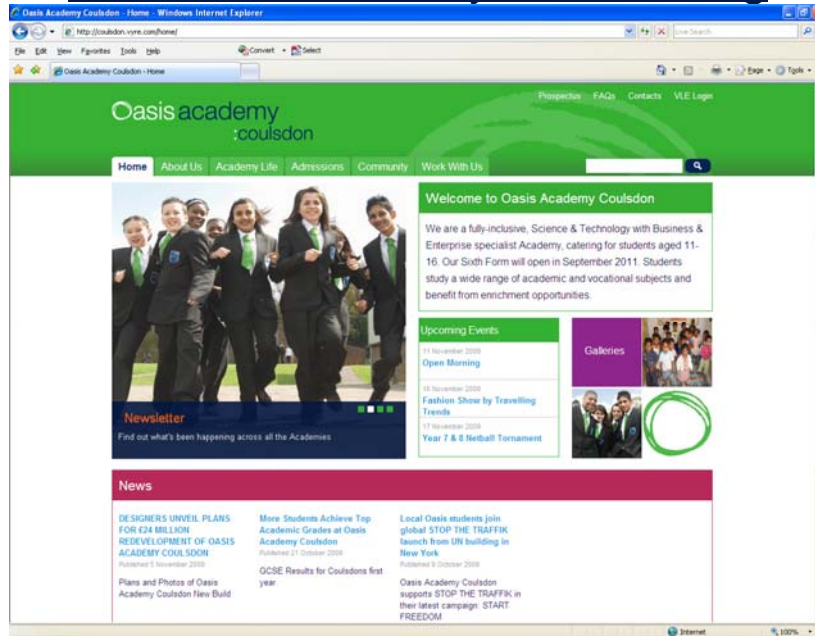 Oasis Academy Coulsdon - Home - Windows Internet Explorer
http://coulsdon.vyre.com/home/
Live Search
File Edit View Favorites Tools Help
Convert Select
Oasis Academy Coulsdon - Home
Page Tools
Prospectus FAQs Contacts VLE Login
Oasis academy
:coulsdon
Home About Us Academy Life Admissions Community Work With Us
Welcome to Oasis Academy Coulsdon
We are a fully-inclusive, Science & Technology with Business &
Enterprise specialist Academy, catering for students aged 11-
16. Our Sixth Form will open in September 2011. Students
study a wide range of academic and vocational subjects and
benefit from enrichment opportunities.
Newsletter
Find out what's been happening across all the Academies
Upcoming Events
11 November 2009
Open Morning
16 November 2009
Fashion Show by Travelling
Trends
17 November 2009
Year 7 & 8 Netball Tornament
Galleries
News
DESIGNERS UNVEIL PLANS
FOR £24 MILLION
REDEVELOPMENT OF OASIS
ACADEMY COULSDON
Published 5 November 2009
Plans and Photos of Oasis
Academy Coulsdon New Build
More Students Achieve Top
Academic Grades at Oasis
Academy Coulsdon
Published 21 October 2009
GCSE Results for Coulsdons first
year
Local Oasis students join
global STOP THE TRAFFIK
launch from UN building in
New York
Published 9 October 2009
Oasis Academy Coulsdon
supports STOP THE TRAFFIK in
their latest campaign: START
FREEDOM
Internet
100%